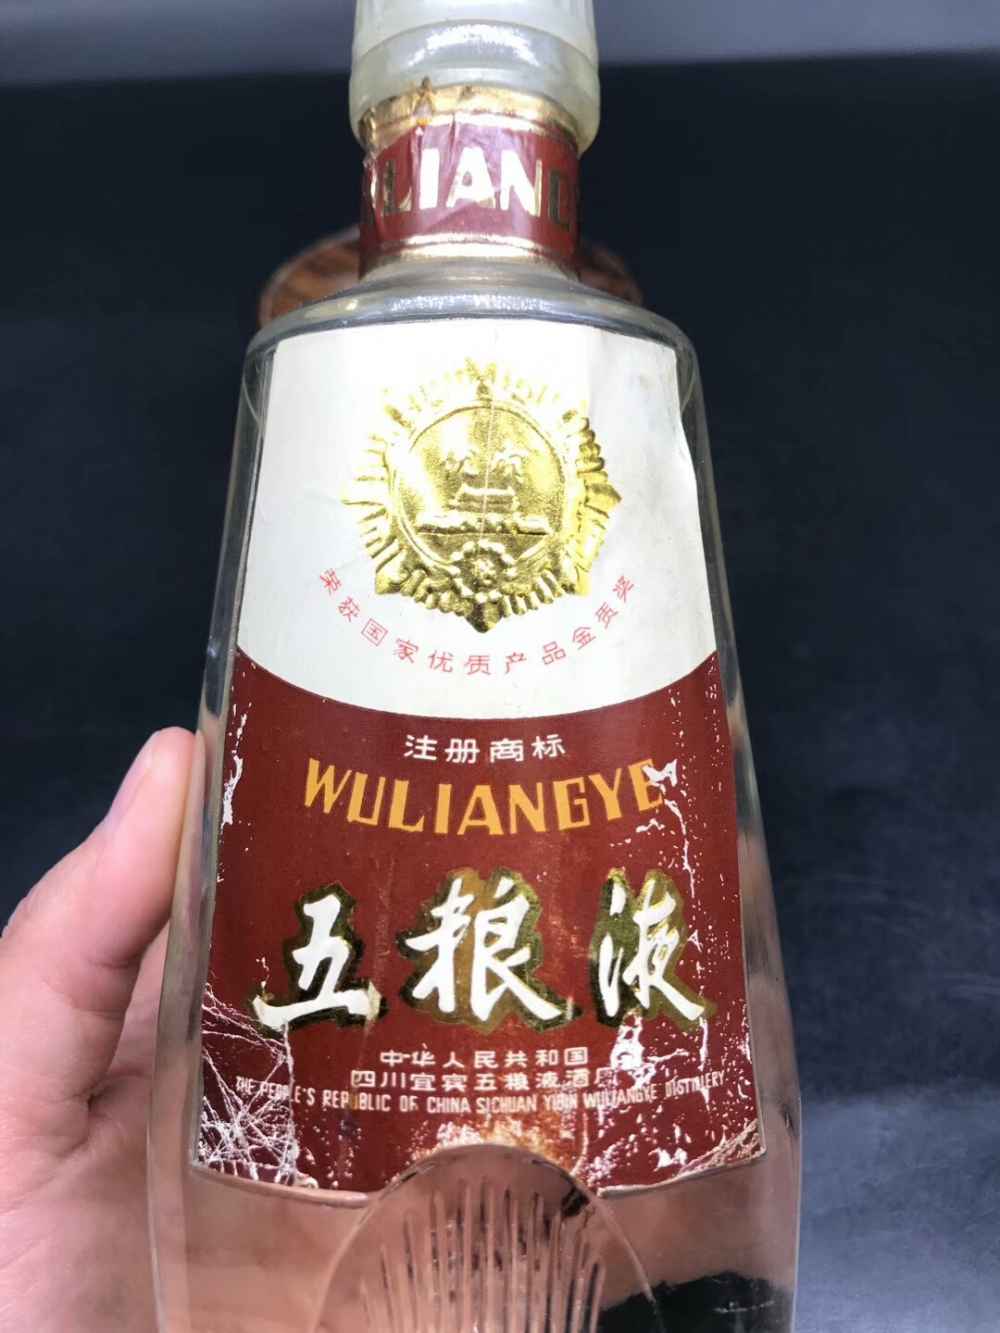 LIANG
荣获国家优质产品金质奖
注册商标
WULIANGYE
五粮液
中华人民共和国
四川宜宾五粮液酒厂
THE PEOPLE'S REPUBLIC OF CHINA SICHUAN YIBIN WULIANGYE DISTILLERY